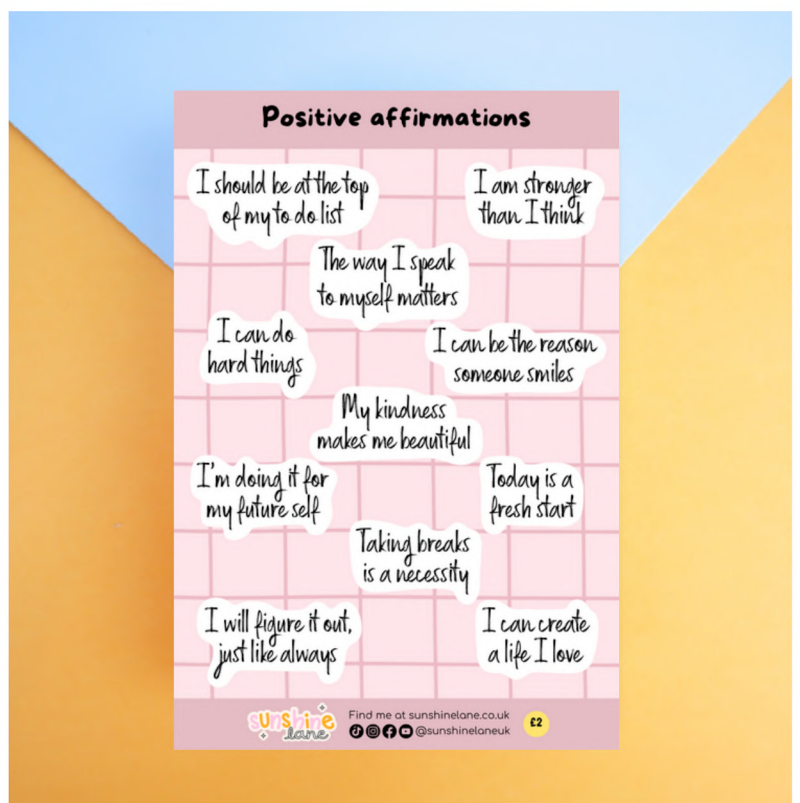 Positive affirmations
I should be at the top
of my to do list
I am stronger
than I think
The way I speak
to myself matters
I can do
hard things
I can be the reason
someone smiles
My kindness
makes me beautiful
I'm doing it for
my future self
Today is a
fresh start
Taking breaks
is a necessity
I will figure it out,
just like always
I can create
a life I love
sunshine
lane
Find me at sunshinelane.co.uk
@sunshinelaneuk
£2